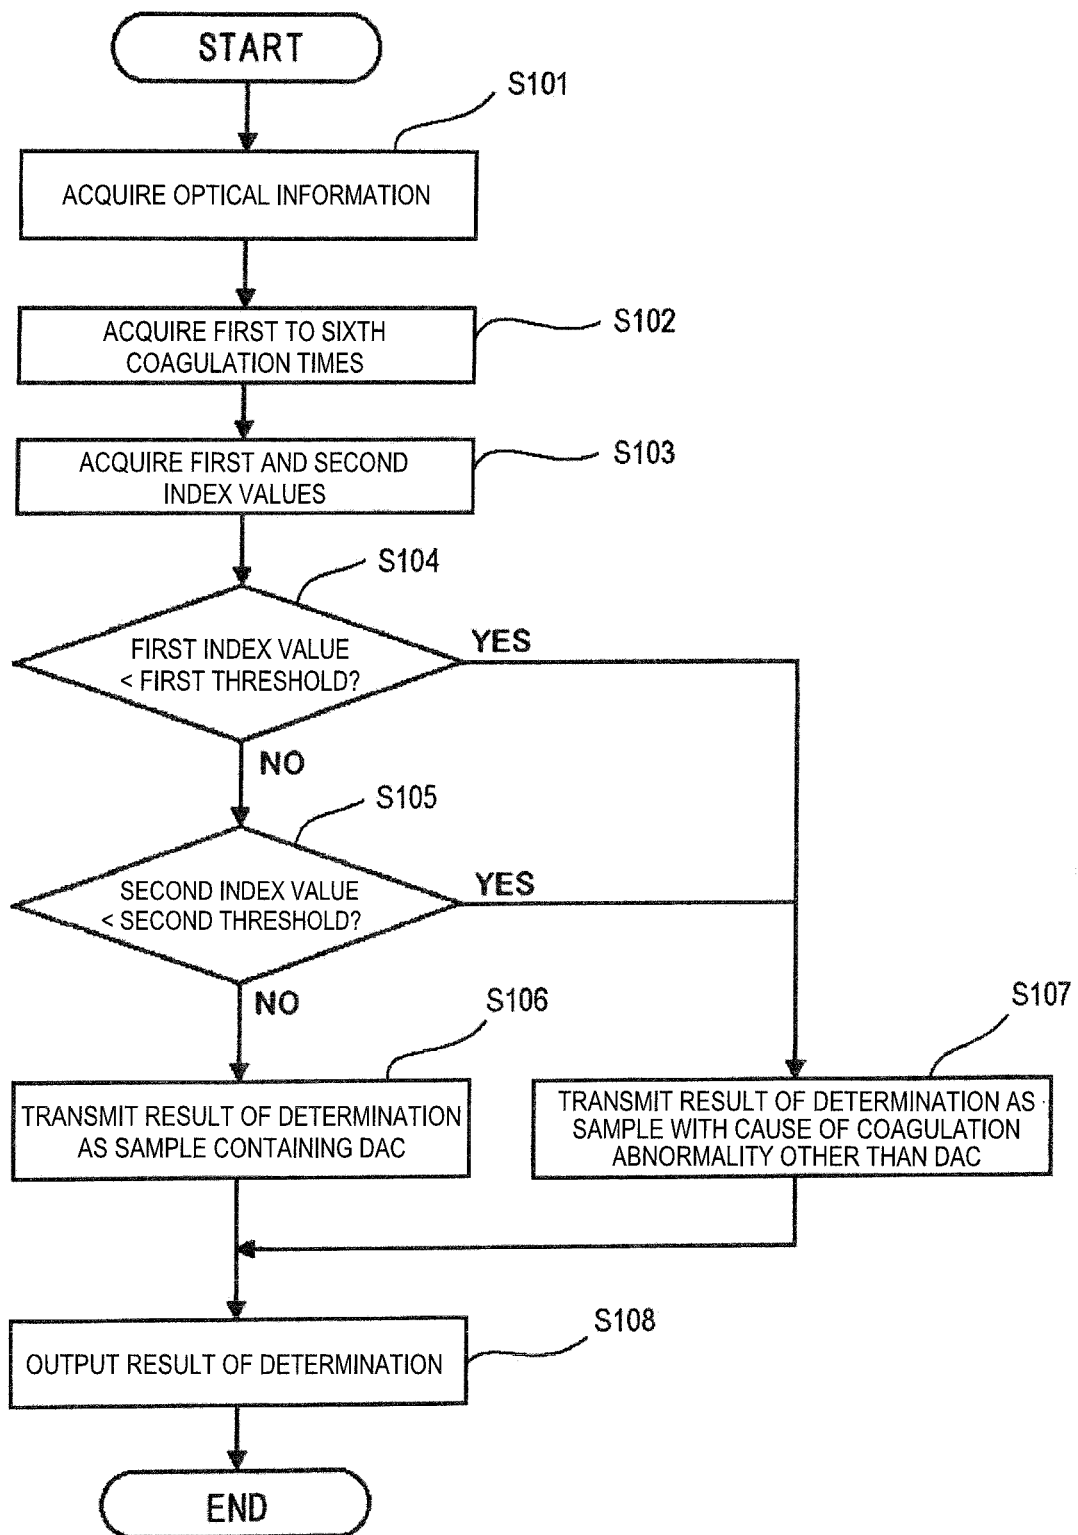 START
S101
ACQUIRE OPTICAL INFORMATION
S102
ACQUIRE FIRST TO SIXTH
COAGULATION TIMES
S103
ACQUIRE FIRST AND SECOND
INDEX VALUES
S104
FIRST INDEX VALUE
< FIRST THRESHOLD?
YES
NO
S105
SECOND INDEX VALUE
< SECOND THRESHOLD?
YES
NO
S106
TRANSMIT RESULT OF DETERMINATION
AS SAMPLE CONTAINING DAC
S107
TRANSMIT RESULT OF DETERMINATION AS
SAMPLE WITH CAUSE OF COAGULATION
ABNORMALITY OTHER THAN DAC
S108
OUTPUT RESULT OF DETERMINATION
END